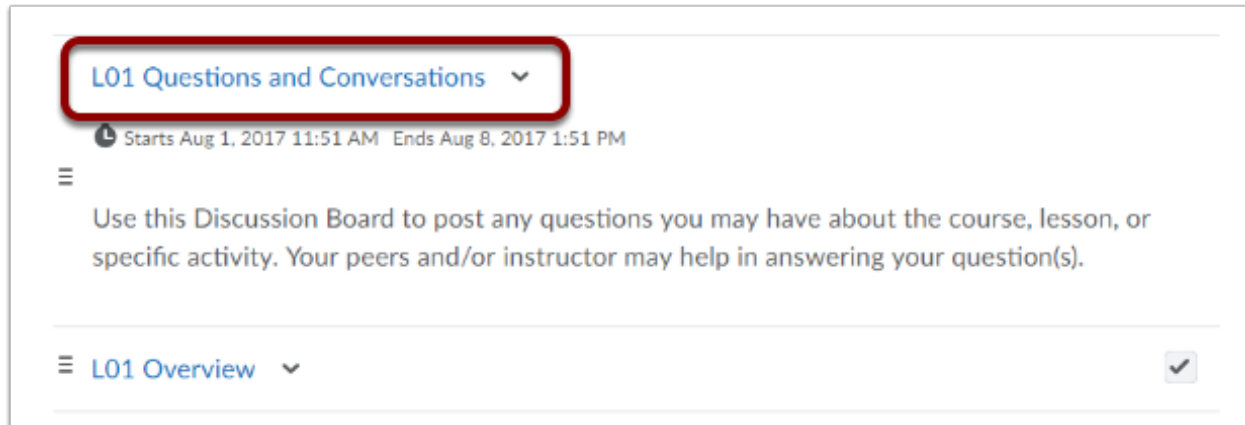 L01 Questions and Conversations
Starts Aug 1, 2017 11:51 AM Ends Aug 8, 2017 1:51 PM
Use this Discussion Board to post any questions you may have about the course, lesson, or
specific activity. Your peers and/or instructor may help in answering your question(s).
L01 Overview